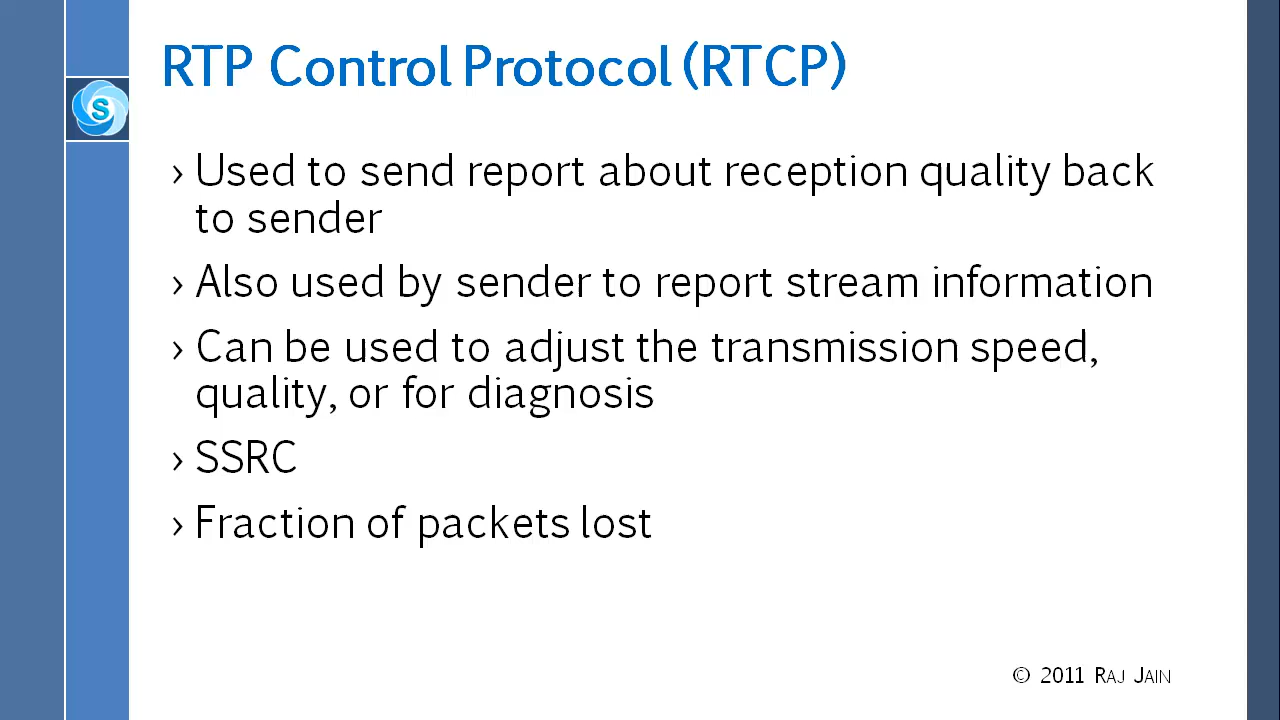 RTP Control Protocol (RTCP)
S
› Used to send report about reception quality back
to sender
› Also used by sender to report stream information
› Can be used to adjust the transmission speed,
quality, or for diagnosis
› SSRC
› Fraction of packets lost
© 2011 RAJ JAIN